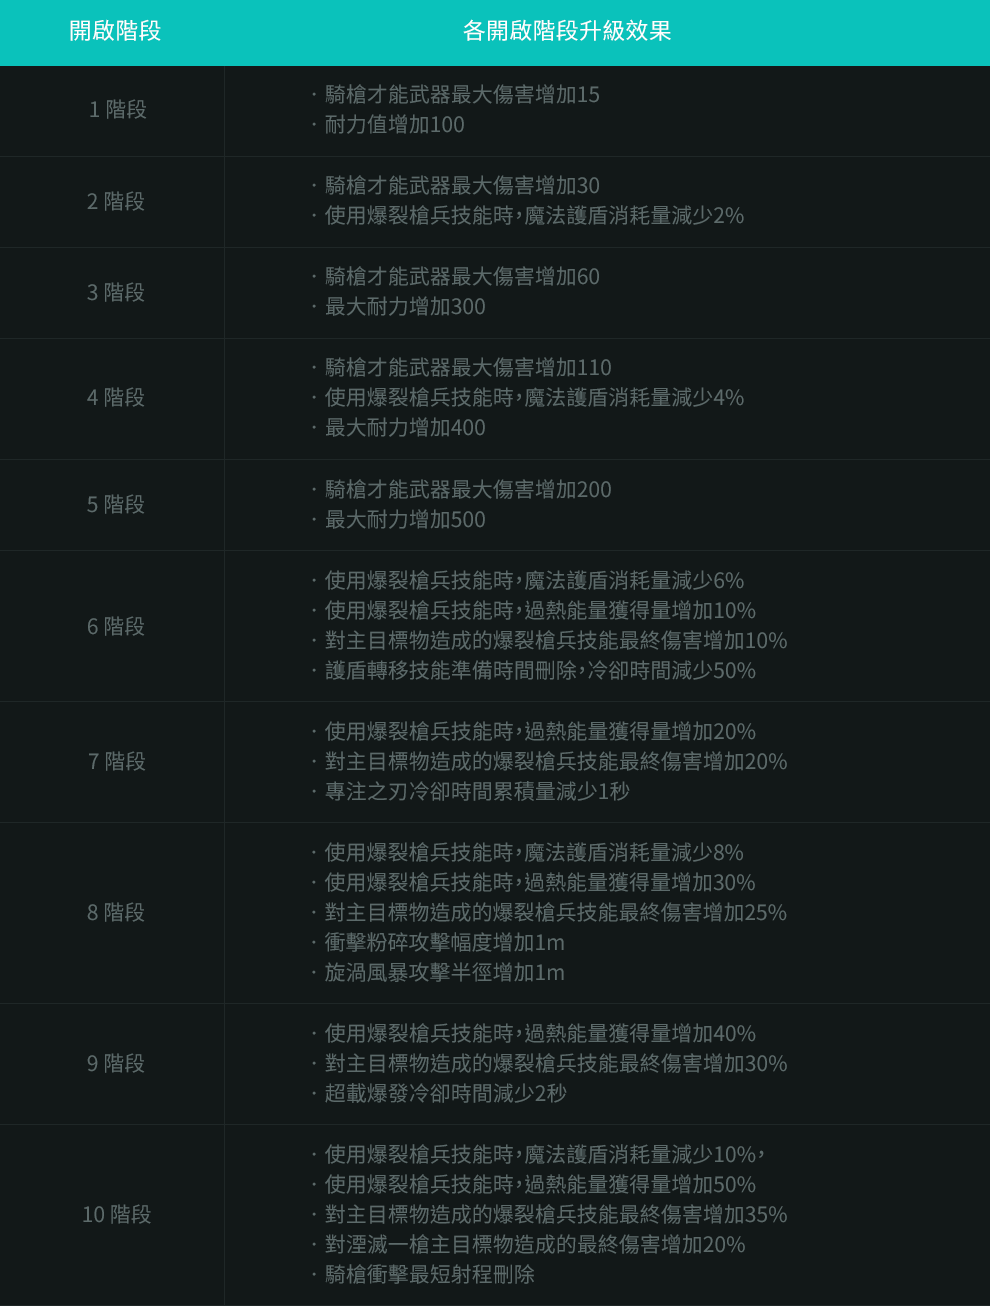 開啟階段
各開啟階段升級效果
1 階段
· 騎槍才能武器最大傷害增加15
· 耐力值增加100
2 階段
· 騎槍才能武器最大傷害增加30
· 使用爆裂槍兵技能時，魔法護盾消耗量減少2%
3 階段
· 騎槍才能武器最大傷害增加60
· 最大耐力增加300
4 階段
· 騎槍才能武器最大傷害增加110
· 使用爆裂槍兵技能時，魔法護盾消耗量減少4%
· 最大耐力增加400
5 階段
· 騎槍才能武器最大傷害增加200
· 最大耐力增加500
6 階段
· 使用爆裂槍兵技能時，魔法護盾消耗量減少6%
· 使用爆裂槍兵技能時，過熱能量獲得量增加10%
· 對主目標物造成的爆裂槍兵技能最終傷害增加10%
· 護盾轉移技能準備時間刪除，冷卻時間減少50%
7 階段
· 使用爆裂槍兵技能時，過熱能量獲得量增加20%
· 對主目標物造成的爆裂槍兵技能最終傷害增加20%
· 專注之刃冷卻時間累積量減少1秒
8 階段
· 使用爆裂槍兵技能時，魔法護盾消耗量減少8%
· 使用爆裂槍兵技能時，過熱能量獲得量增加30%
· 對主目標物造成的爆裂槍兵技能最終傷害增加25%
· 衝擊粉碎攻擊幅度增加1m
· 旋渦風暴攻擊半徑增加1m
9 階段
· 使用爆裂槍兵技能時，過熱能量獲得量增加40%
· 對主目標物造成的爆裂槍兵技能最終傷害增加30%
· 超載爆發冷卻時間減少2秒
10 階段
· 使用爆裂槍兵技能時，魔法護盾消耗量減少10%，
· 使用爆裂槍兵技能時，過熱能量獲得量增加50%
· 對主目標物造成的爆裂槍兵技能最終傷害增加35%
· 對湮滅一槍主目標物造成的最終傷害增加20%
· 騎槍衝擊最短射程刪除